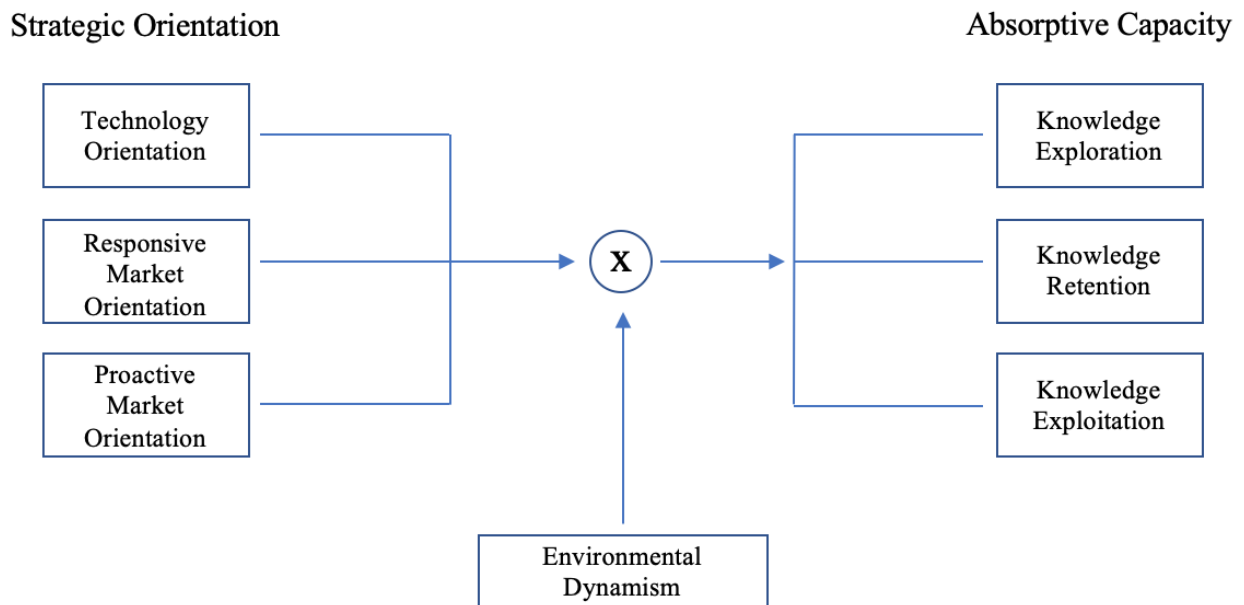 Strategic Orientation
Absorptive Capacity
Technology
Orientation
Responsive
Market
Orientation
Proactive
Market
Orientation
X
Knowledge
Exploration
Knowledge
Retention
Knowledge
Exploitation
Environmental
Dynamism